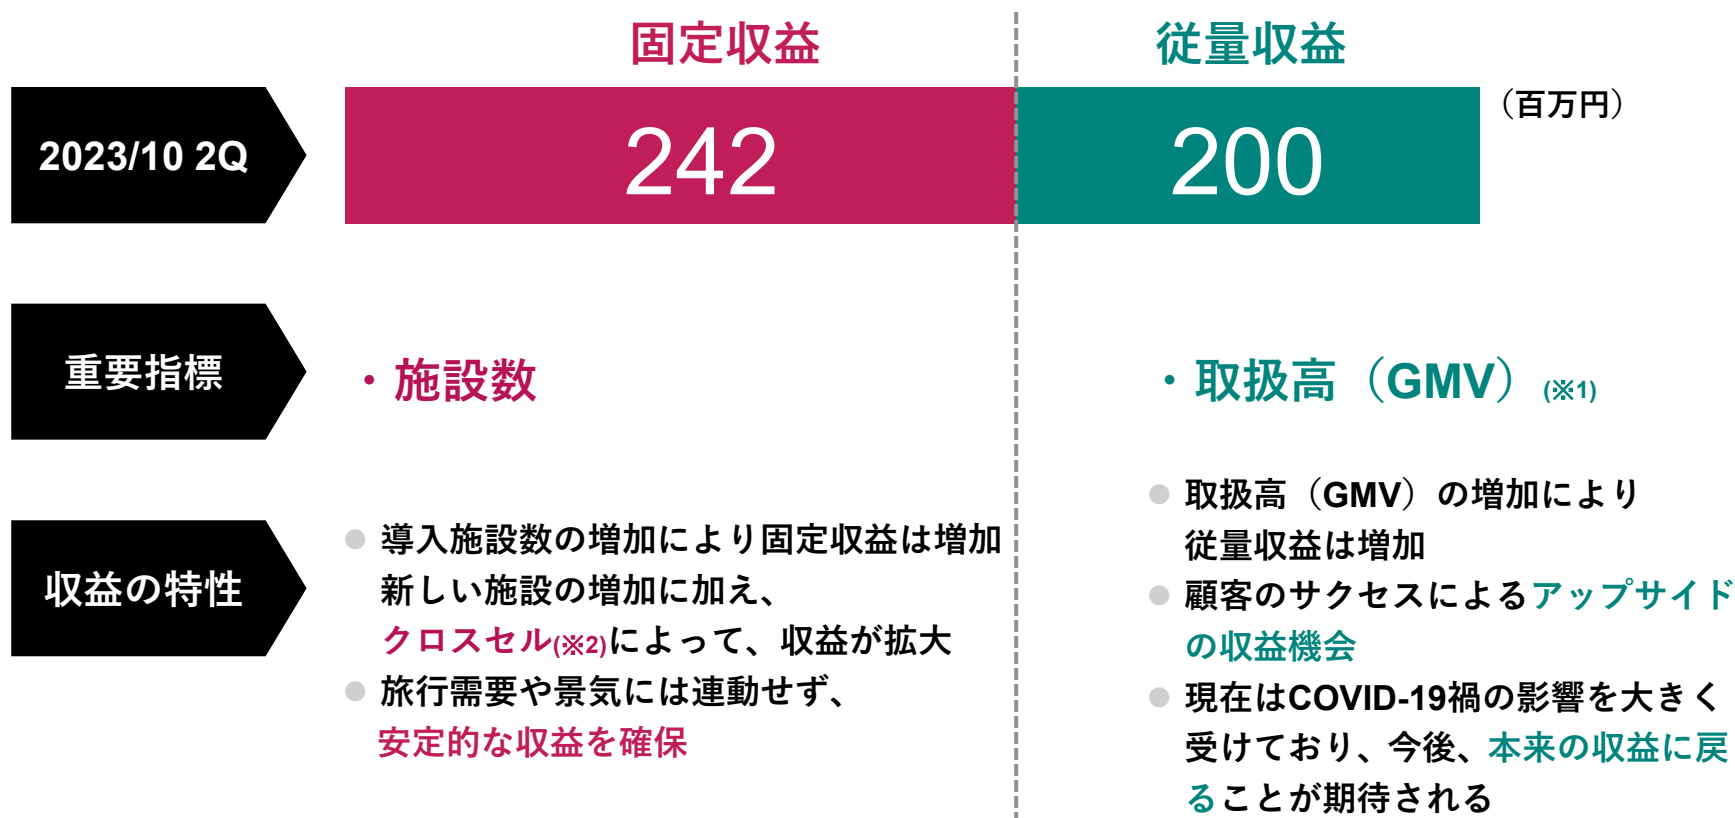 固定収益
従量収益
2023/10 2Q
242
200
（百万円）
重要指標
・施設数
・取扱高（GMV）(※1)
収益の特性
● 導入施設数の増加により固定収益は増加
新しい施設の増加に加え、
クロスセル(※2)によって、収益が拡大
● 旅行需要や景気には連動せず、
安定的な収益を確保
● 取扱高（GMV）の増加により
従量収益は増加
● 顧客のサクセスによるアップサイド
の収益機会
● 現在はCOVID-19禍の影響を大きく
受けており、今後、本来の収益に戻
ることが期待される